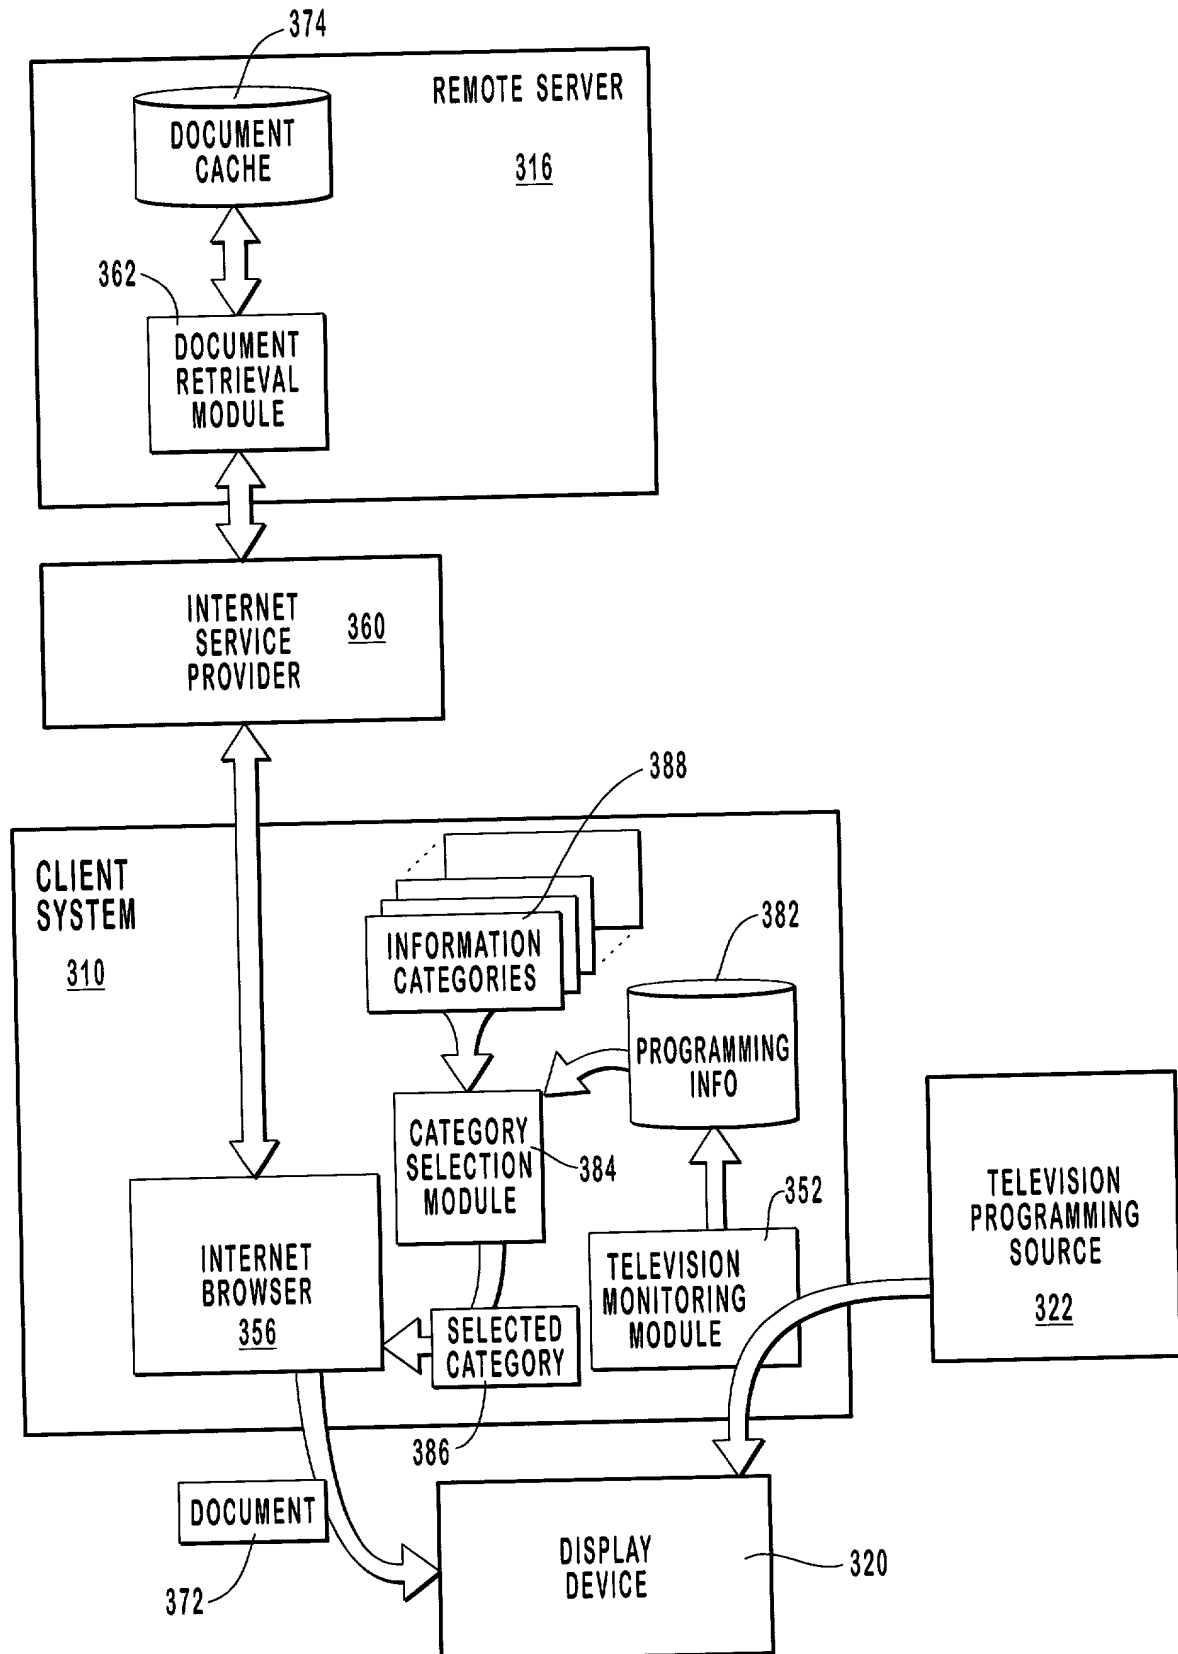 374
REMOTE SERVER
316
DOCUMENT
CACHE
362
DOCUMENT
RETRIEVAL
MODULE
INTERNET
SERVICE
PROVIDER
360
388
CLIENT
SYSTEM
310
INFORMATION
CATEGORIES
382
PROGRAMMING
INFO
CATEGORY
SELECTION
MODULE
384
352
TELEVISION
PROGRAMMING
SOURCE
322
INTERNET
BROWSER
356
TELEVISION
MONITORING
MODULE
SELECTED
CATEGORY
386
DOCUMENT
372
DISPLAY
DEVICE
320